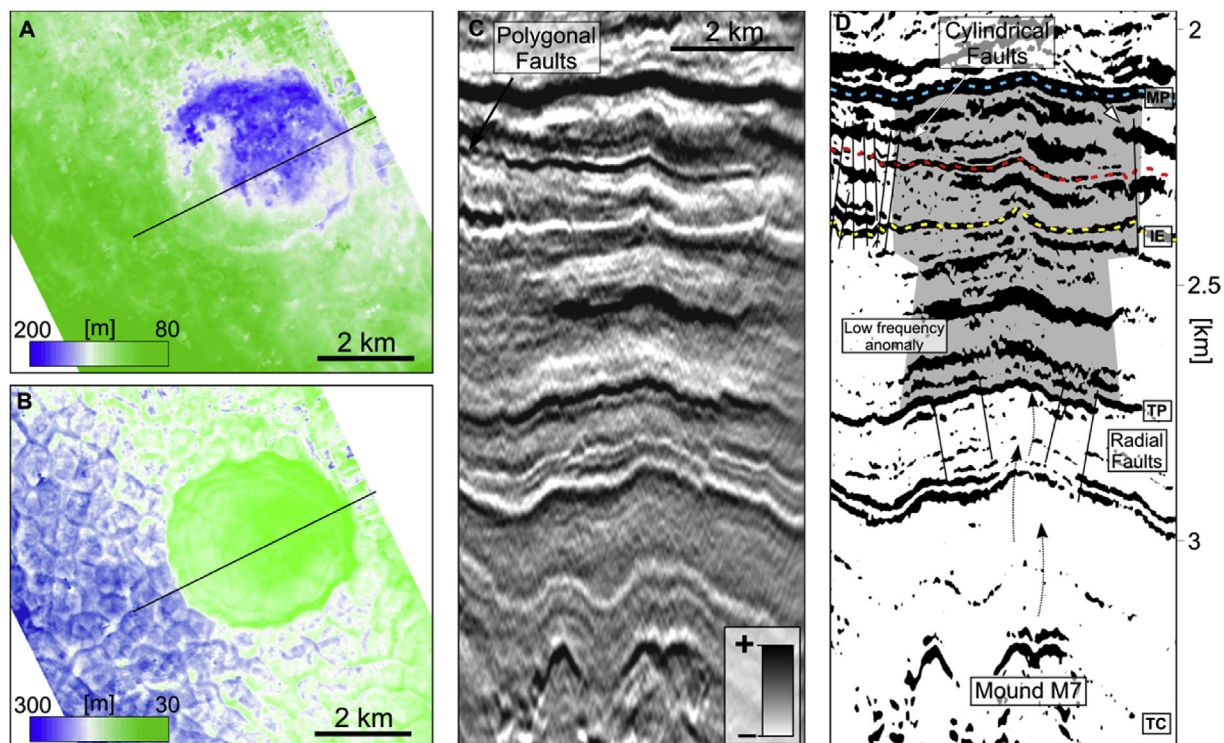 A
200 [m] 80
2 km
B
300 [m] 30
2 km
C
Polygonal
Faults
2 km
+
−
D
Cylindrical
Faults
MP
IE
Low frequency
anomaly
TP
Radial
Faults
Mound M7
TC
2
2.5
[km]
3